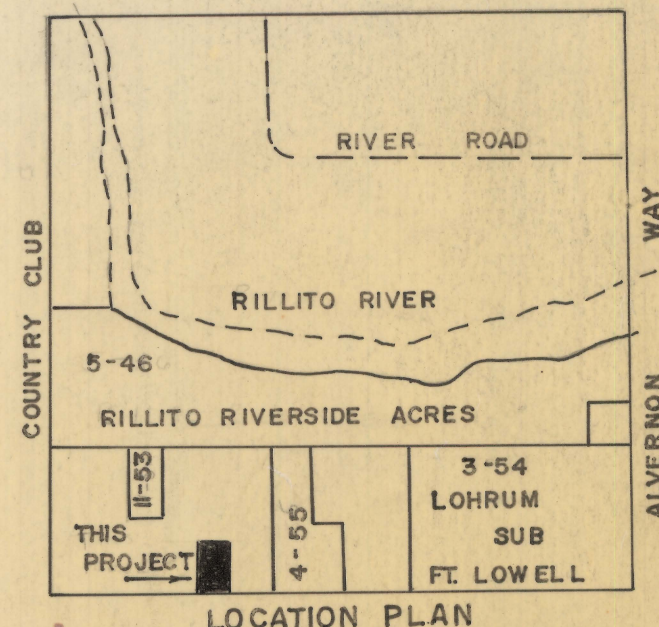 RIVER ROAD
COUNTRY CLUB
ALVERNON WAY
RILLITO RIVER
5-46
RILLITO RIVERSIDE ACRES
11-53
4-55
3-54
LOHRUM
SUB
FT. LOWELL
THIS
PROJECT
LOCATION PLAN